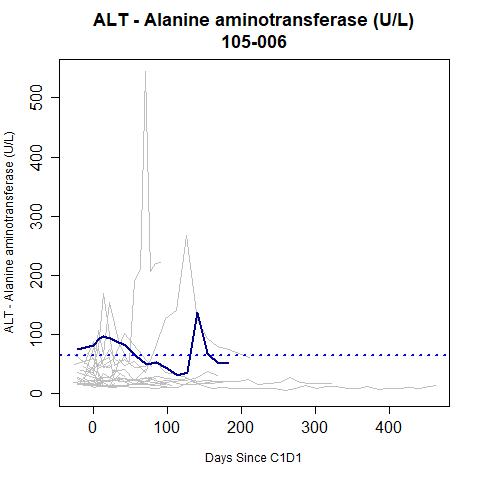 ALT - Alanine aminotransferase (U/L)
105-006
ALT - Alanine aminotransferase (U/L)
500
400
300
200
100
0
0 100 200 300 400
Days Since C1D1